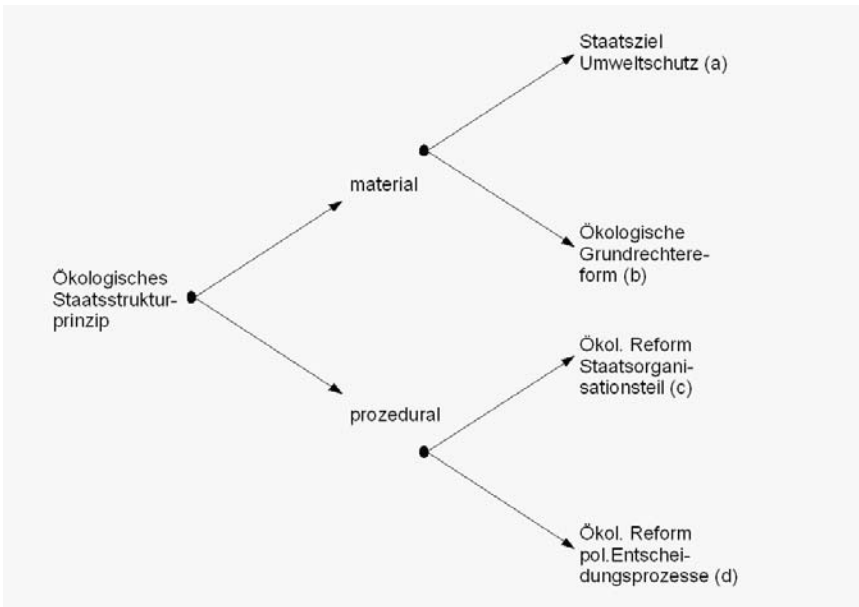 Staatsziel
Umweltschutz (a)
material
Ökologische
Grundrechtere-
form (b)
Ökologisches
Staatsstruktur-
prinzip
Ökol. Reform
Staatsorgani-
sationsteil (c)
prozedural
Ökol. Reform
pol.Entschei-
dungsprozesse (d)